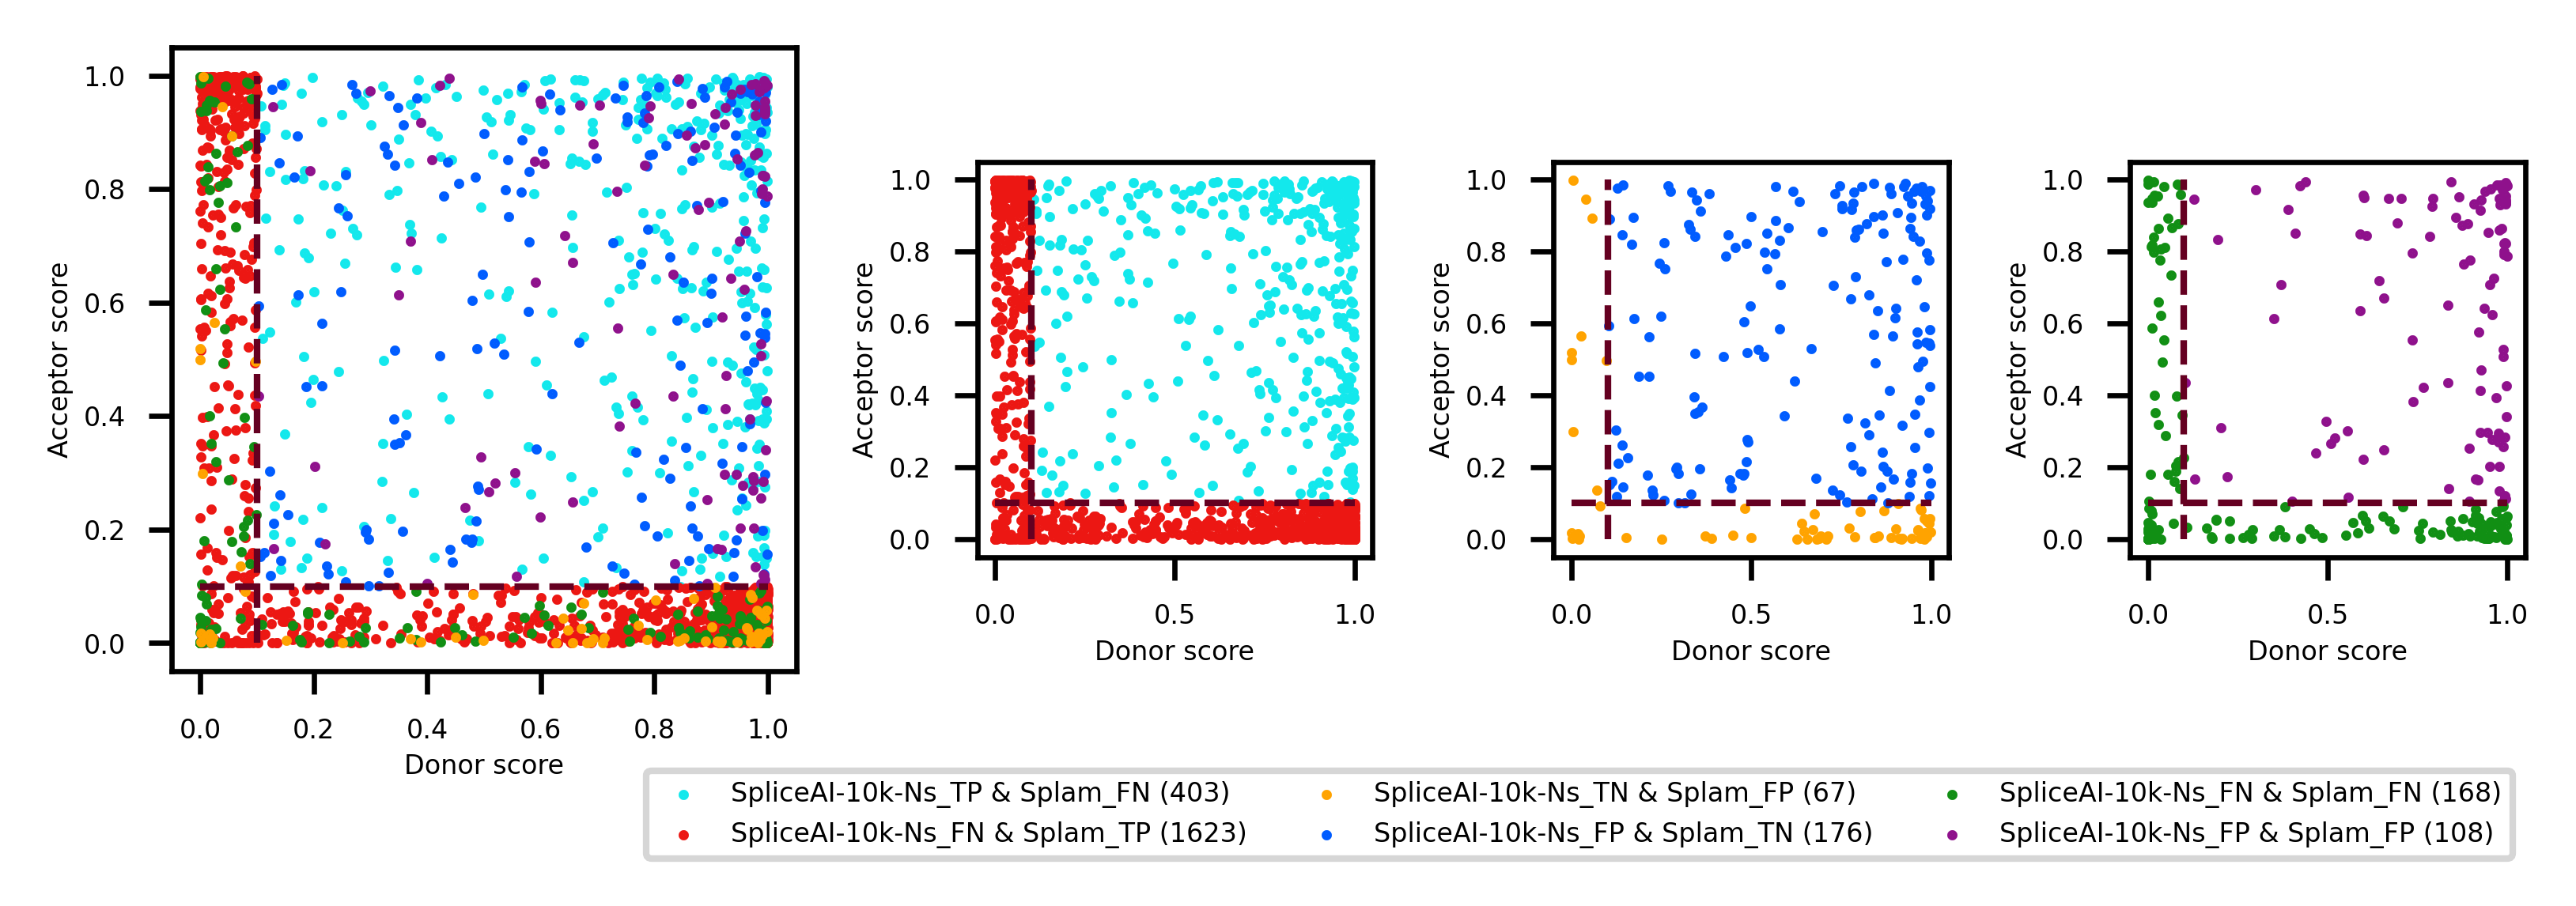 1.0
0.8
0.6
0.4
0.2
0.0
Acceptor score
0.0 0.2 0.4 0.6 0.8 1.0
Donor score
1.0
0.8
0.6
0.4
0.2
0.0
Acceptor score
0.0 0.5 1.0
Donor score
1.0
0.8
0.6
0.4
0.2
0.0
Acceptor score
0.0 0.5 1.0
Donor score
1.0
0.8
0.6
0.4
0.2
0.0
Acceptor score
0.0 0.5 1.0
Donor score
SpliceAI-10k-Ns_TP & Splam_FN (403)
SpliceAI-10k-Ns_FN & Splam_TP (1623)
SpliceAI-10k-Ns_TN & Splam_FP (67)
SpliceAI-10k-Ns_FP & Splam_TN (176)
SpliceAI-10k-Ns_FN & Splam_FN (168)
SpliceAI-10k-Ns_FP & Splam_FP (108)